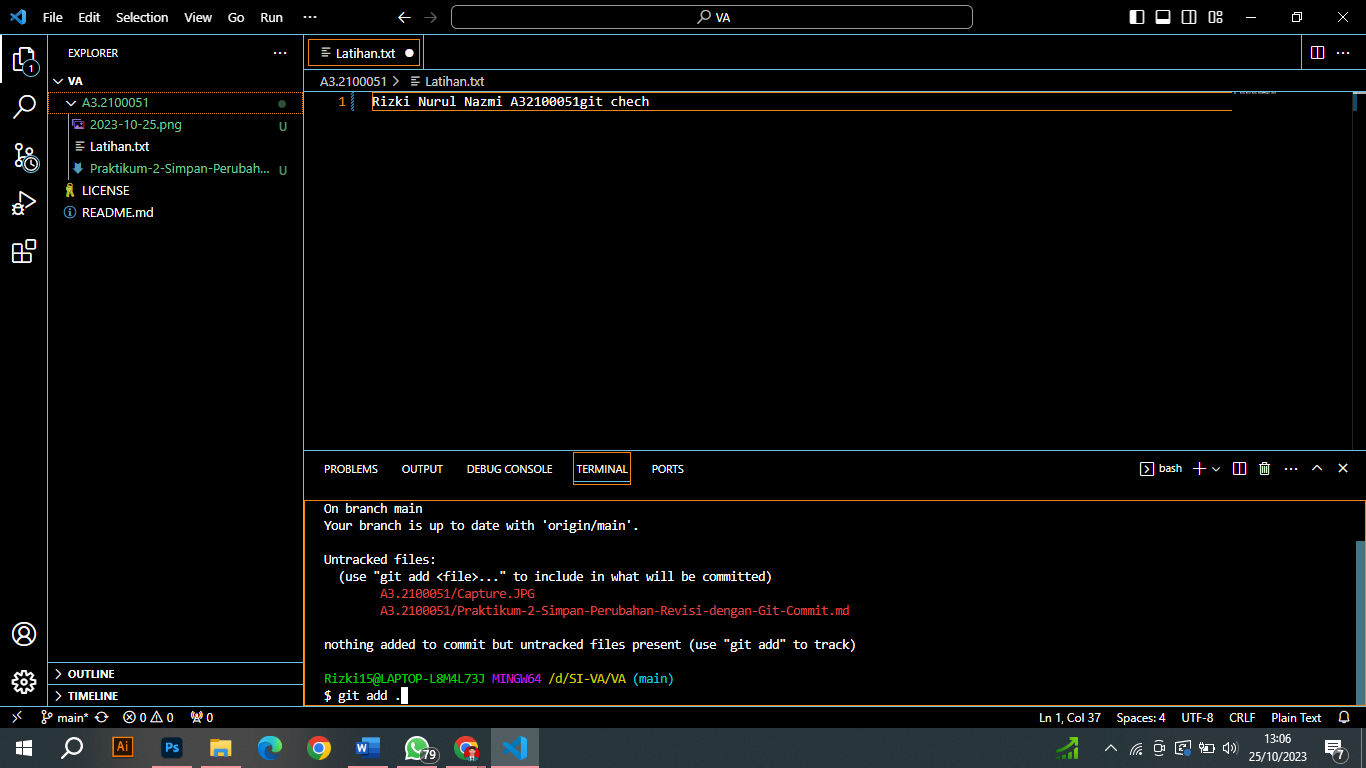 File Edit Selection View Go Run ···
VA
EXPLORER
VA
A3.2100051
2023-10-25.png U
Latihan.txt
Praktikum-2-Simpan-Perubah... U
LICENSE
README.md
OUTLINE
TIMELINE
1
Latihan.txt
A3.2100051 > Latihan.txt
1 Rizki Nurul Nazmi A32100051git chech
PROBLEMS OUTPUT DEBUG CONSOLE TERMINAL PORTS
bash
On branch main
Your branch is up to date with 'origin/main'.
Untracked files:
(use "git add <file>..." to include in what will be committed)
A3.2100051/Capture.JPG
A3.2100051/Praktikum-2-Simpan-Perubahan-Revisi-dengan-Git-Commit.md
nothing added to commit but untracked files present (use "git add" to track)
Rizki15@LAPTOP-L8M4L73J MINGW64 /d/SI-VA/VA (main)
$ git add .
main* 0 0 0
Ln 1, Col 37 Spaces: 4 UTF-8 CRLF Plain Text
Ai Ps W 79
13:06
25/10/2023
7